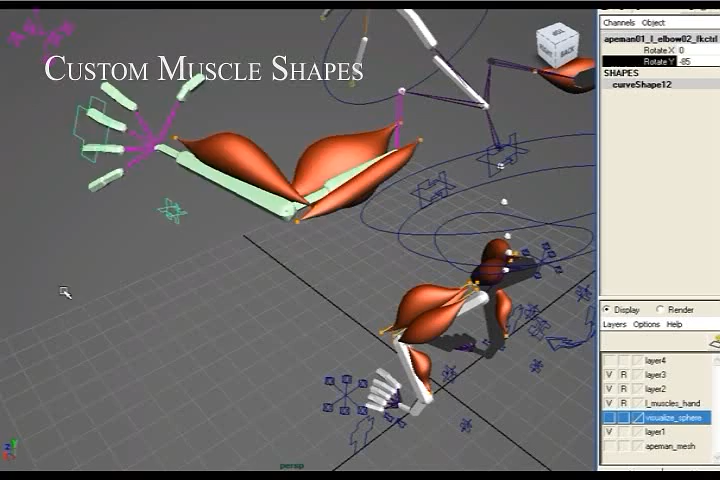 Channels Object
apeman01_l_elbow02_fkctrl
Rotate X 0
Rotate Y -85
SHAPES
curveShape12
CUSTOM MUSCLE SHAPES
BACK
Display Render
Layers Options Help
layer4
V R layer3
V R layer2
V R l_muscles_hand
visualize_sphere
V layer1
apeman_mesh
persp